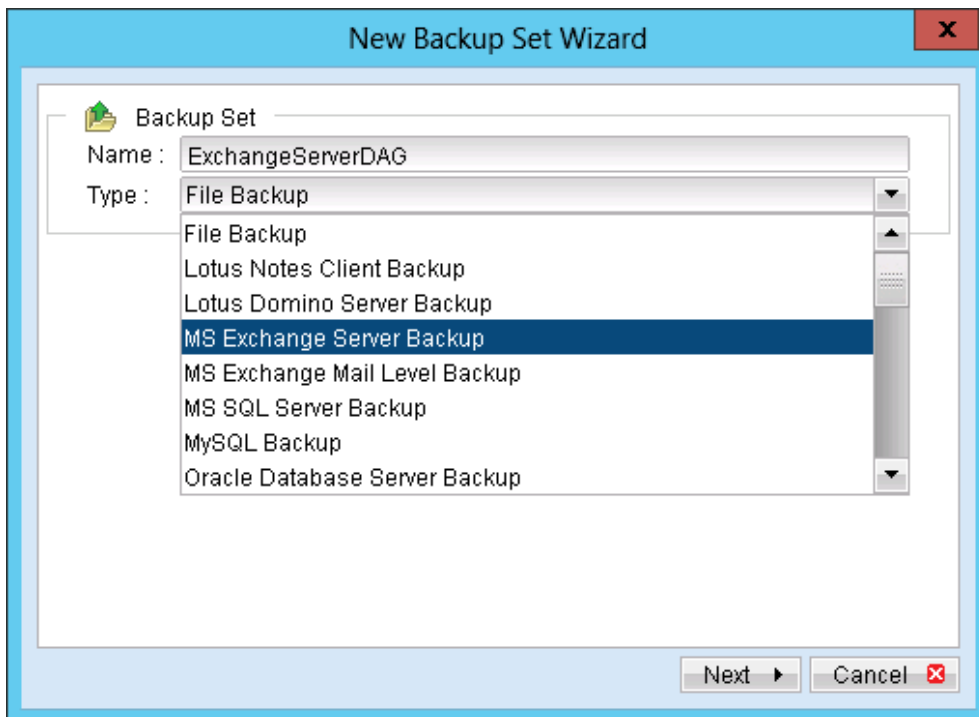 New Backup Set Wizard
x
Backup Set
Name : ExchangeServerDAG
Type : File Backup
File Backup
Lotus Notes Client Backup
Lotus Domino Server Backup
MS Exchange Server Backup
MS Exchange Mail Level Backup
MS SQL Server Backup
MySQL Backup
Oracle Database Server Backup
Next Cancel